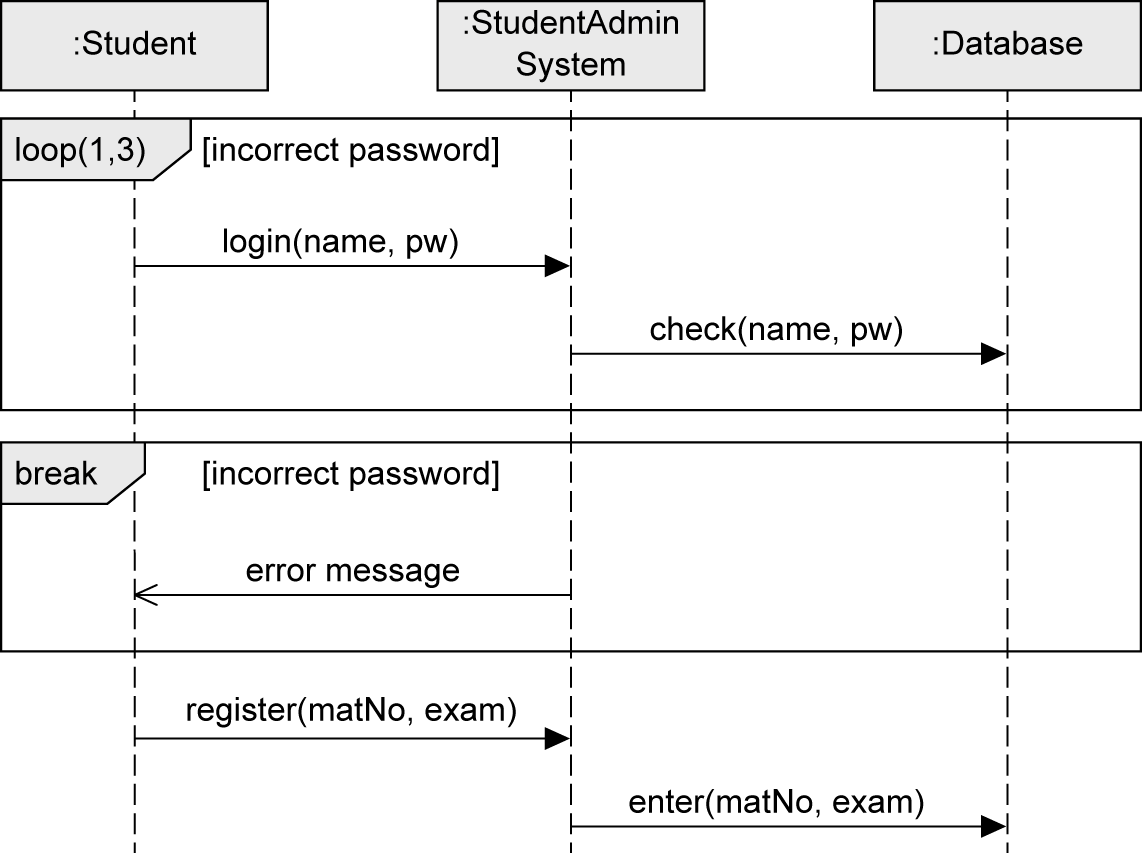 :Student
:StudentAdmin
System
:Database
loop(1,3)
[incorrect password]
login(name, pw)
check(name, pw)
break
[incorrect password]
error message
register(matNo, exam)
enter(matNo, exam)